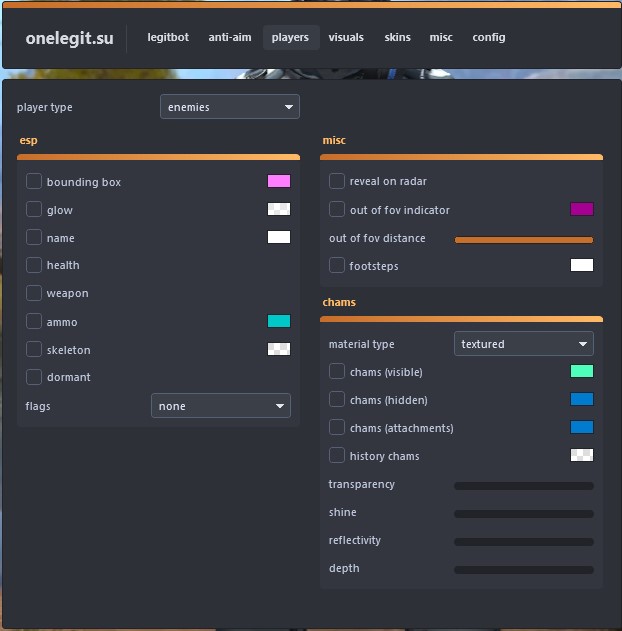 onelegit.su
legitbot anti-aim players visuals skins misc config
player type enemies
esp
bounding box
glow
name
health
weapon
ammo
skeleton
dormant
flags none
misc
reveal on radar
out of fov indicator
out of fov distance
footsteps
chams
material type textured
chams (visible)
chams (hidden)
chams (attachments)
history chams
transparency
shine
reflectivity
depth